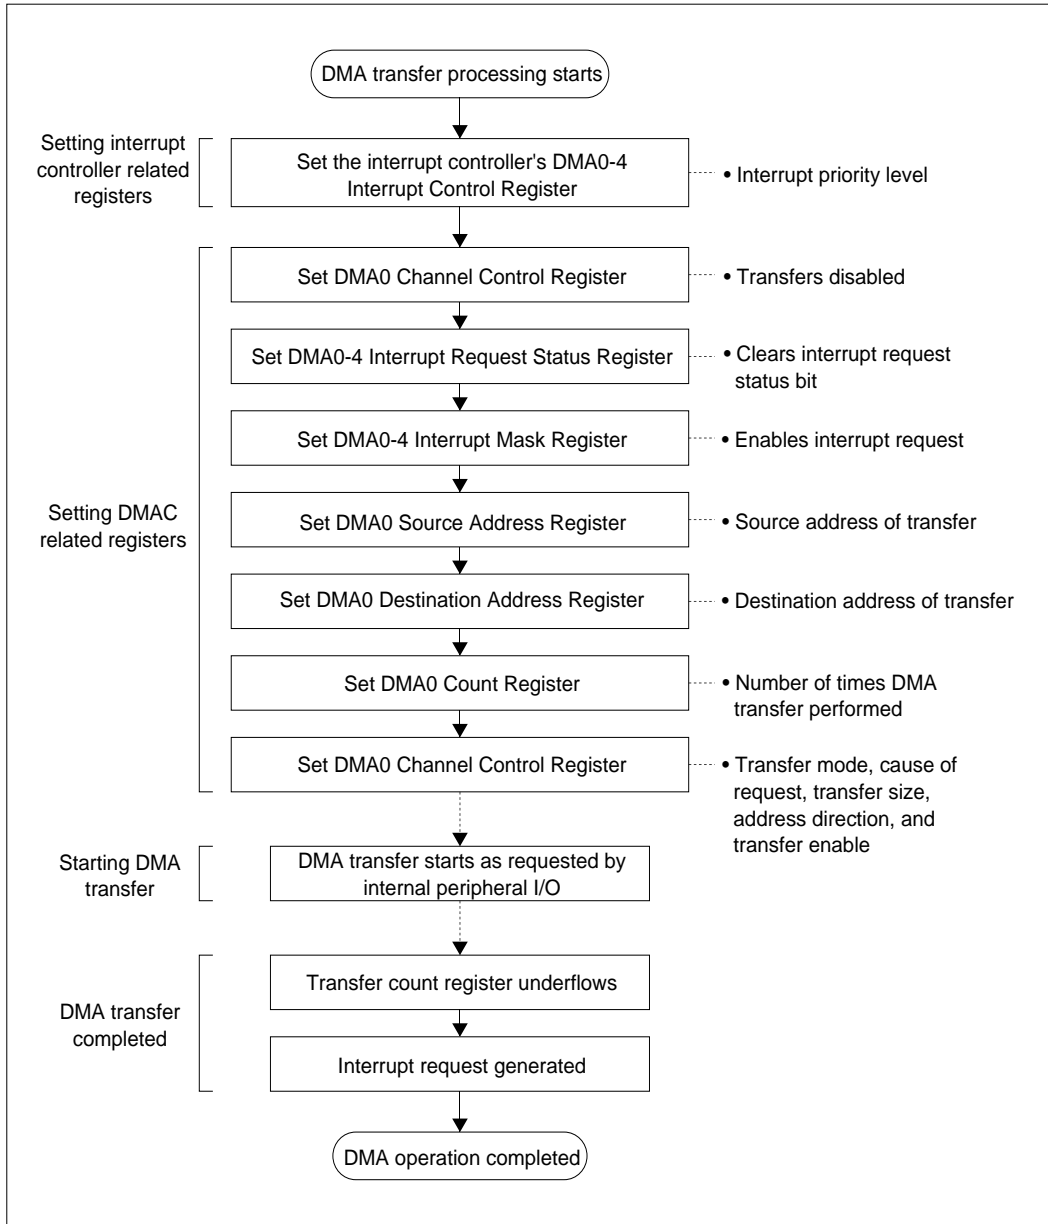 DMA transfer processing starts
Setting interrupt
controller related
registers
Set the interrupt controller's DMA0-4
Interrupt Control Register
• Interrupt priority level
Setting DMAC
related registers
Set DMA0 Channel Control Register
• Transfers disabled
Set DMA0-4 Interrupt Request Status Register
• Clears interrupt request
status bit
Set DMA0-4 Interrupt Mask Register
• Enables interrupt request
Set DMA0 Source Address Register
• Source address of transfer
Set DMA0 Destination Address Register
• Destination address of transfer
Set DMA0 Count Register
• Number of times DMA
transfer performed
Set DMA0 Channel Control Register
• Transfer mode, cause of
request, transfer size,
address direction, and
transfer enable
Starting DMA
transfer
DMA transfer starts as requested by
internal peripheral I/O
DMA transfer
completed
Transfer count register underflows
Interrupt request generated
DMA operation completed